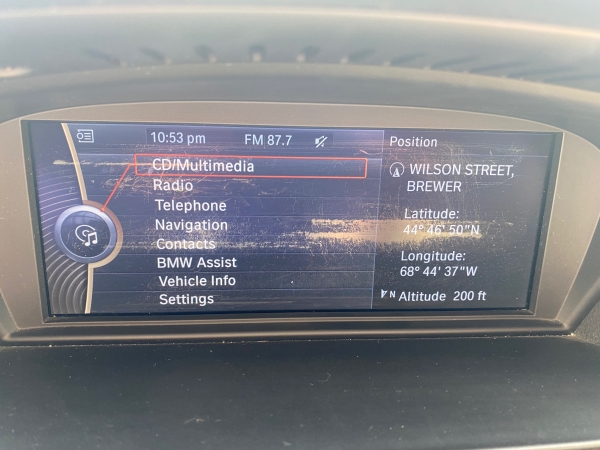 10:53 pm FM 87.7
CD/Multimedia
Radio
Telephone
Navigation
Contacts
BMW Assist
Vehicle Info
Settings
Position
WILSON STREET,
BREWER
Latitude:
44° 46' 50"N
Longitude:
68° 44' 37"W
N Altitude 200 ft